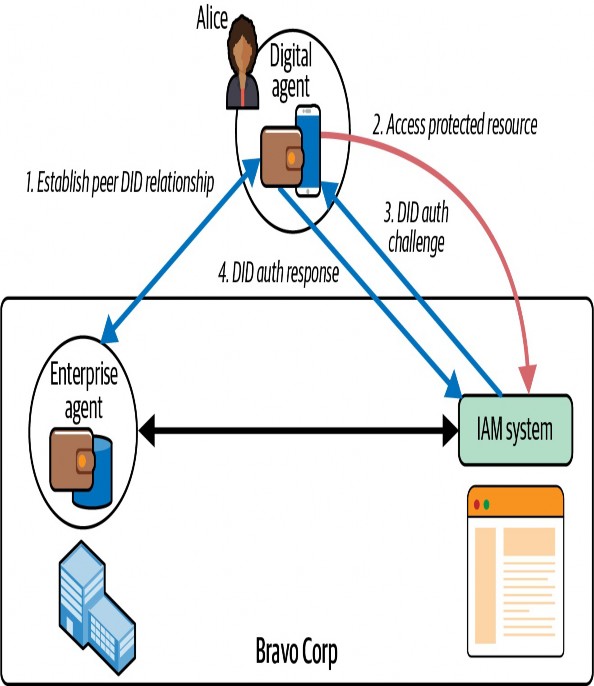 Alice
Digital
agent
2. Access protected resource
1. Establish peer DID relationship
3. DID auth
challenge
4. DID auth response
Enterprise
agent
IAM system
Bravo Corp